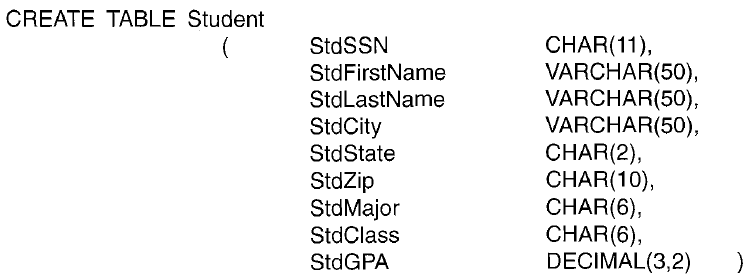 CREATE TABLE Student
( StdSSN CHAR(11),
StdFirstName VARCHAR(50),
StdLastName VARCHAR(50),
StdCity VARCHAR(50),
StdState CHAR(2),
StdZip CHAR(10),
StdMajor CHAR(6),
StdClass CHAR(6),
StdGPA DECIMAL(3,2) )